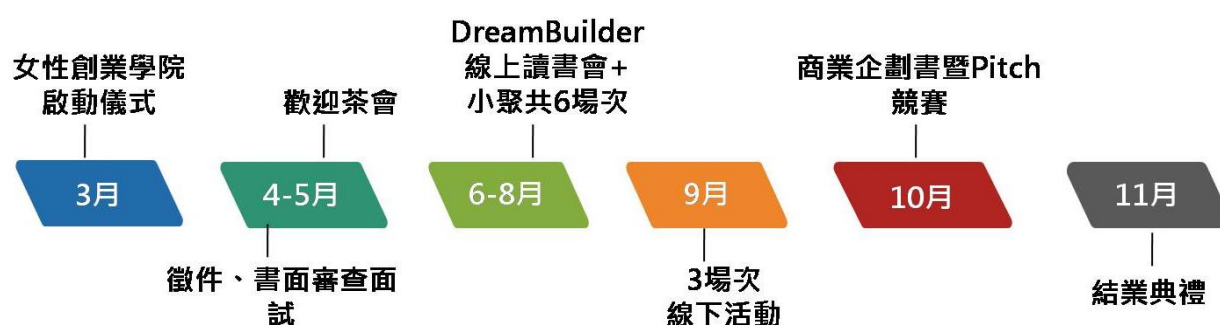 女性創業學院
啟動儀式
3月
歡迎茶會
4-5月
徵件、書面審查面
試
DreamBuilder
線上讀書會+
小聚共6場次
6-8月
9月
3場次
線下活動
商業企劃書暨Pitch
競賽
10月
11月
結業典禮